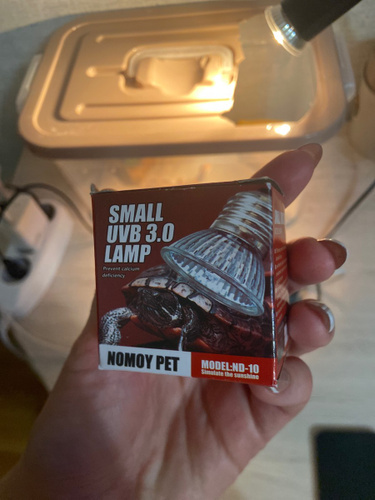 SMALL
UVB 3.0
LAMP
Prevent calcium
deficiency
NOMOY PET
MODEL:ND-10
Simulate the sunshine